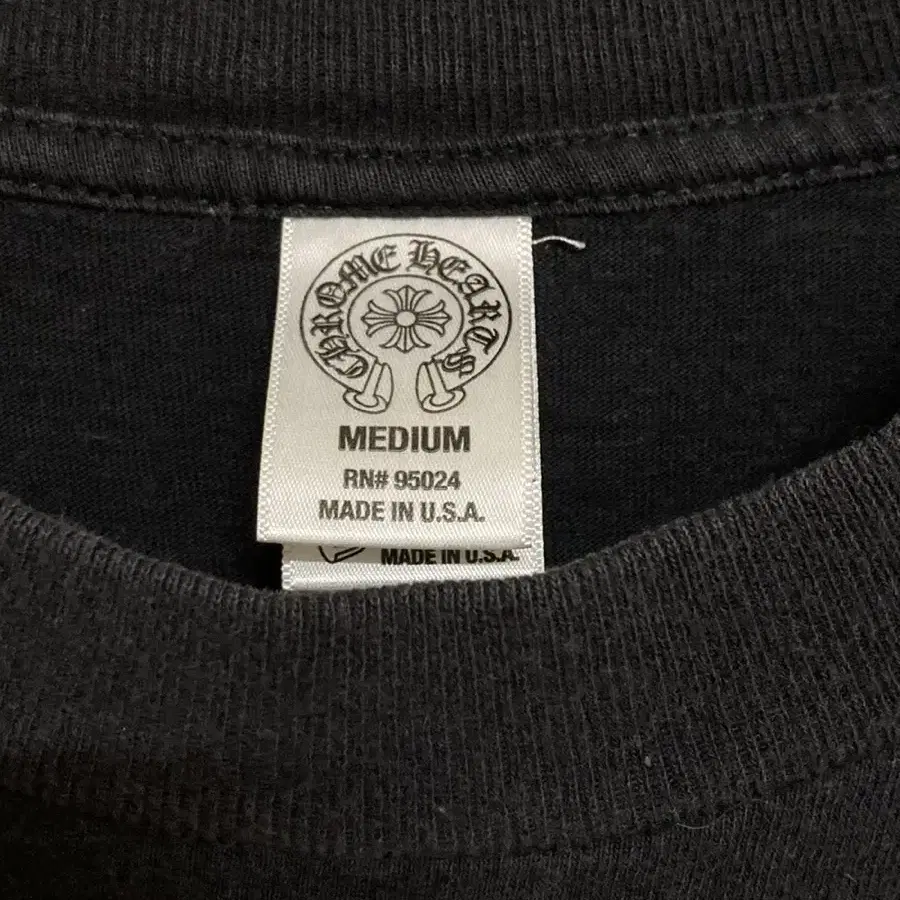 CHROME HEARTS
MEDIUM
RN# 95024
MADE IN U.S.A.
MADE IN U.S.A.